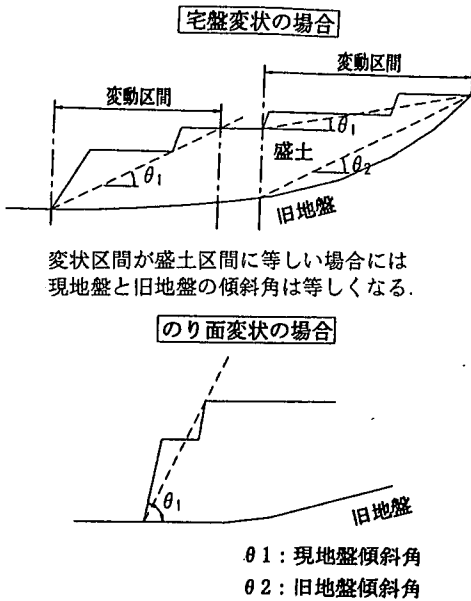 宅盤変状の場合
変動区間
変動区間
θ1
盛土
θ1
θ2
旧地盤
変状区間が盛土区間に等しい場合には
現地盤と旧地盤の傾斜角は等しくなる.
のり面変状の場合
θ1
旧地盤
θ1：現地盤傾斜角
θ2：旧地盤傾斜角